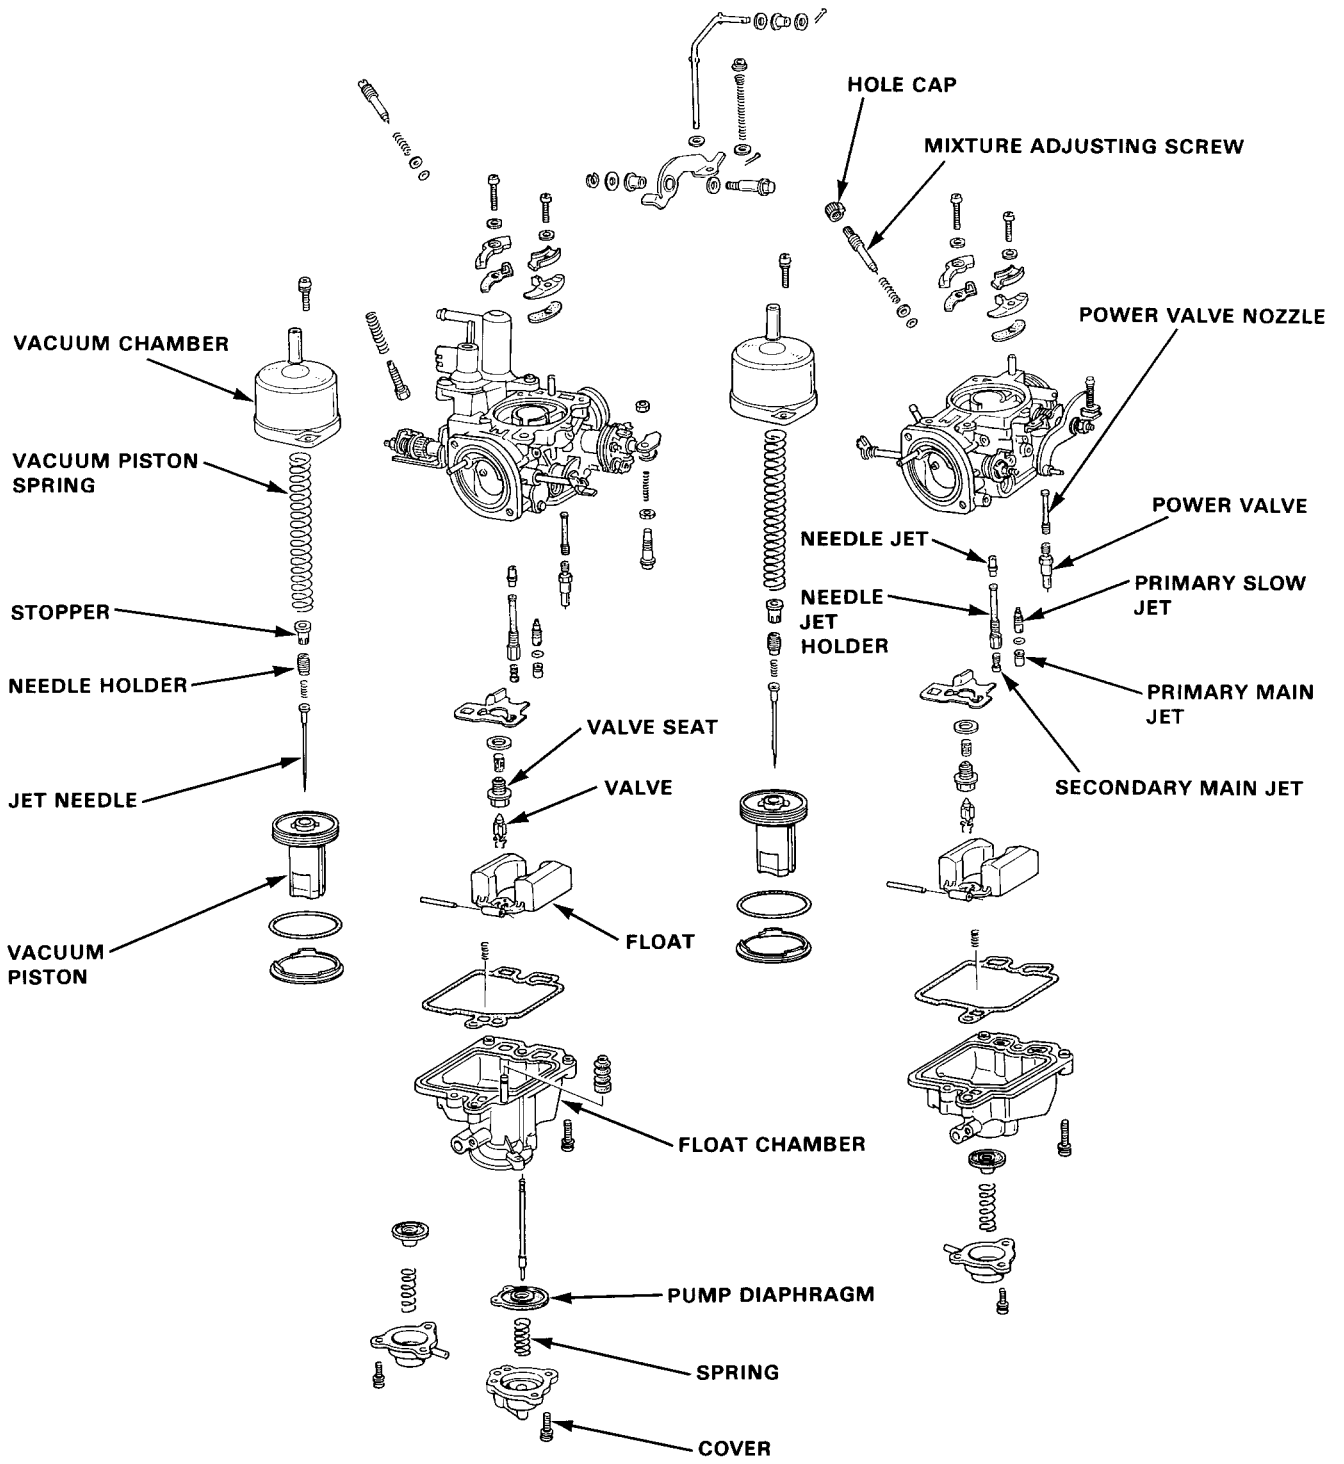 HOLE CAP
MIXTURE ADJUSTING SCREW
POWER VALVE NOZZLE
VACUUM CHAMBER
VACUUM PISTON
SPRING
POWER VALVE
NEEDLE JET
PRIMARY SLOW
JET
NEEDLE
JET
HOLDER
STOPPER
NEEDLE HOLDER
PRIMARY MAIN
JET
VALVE SEAT
VALVE
SECONDARY MAIN JET
JET NEEDLE
FLOAT
VACUUM
PISTON
FLOAT CHAMBER
PUMP DIAPHRAGM
SPRING
COVER